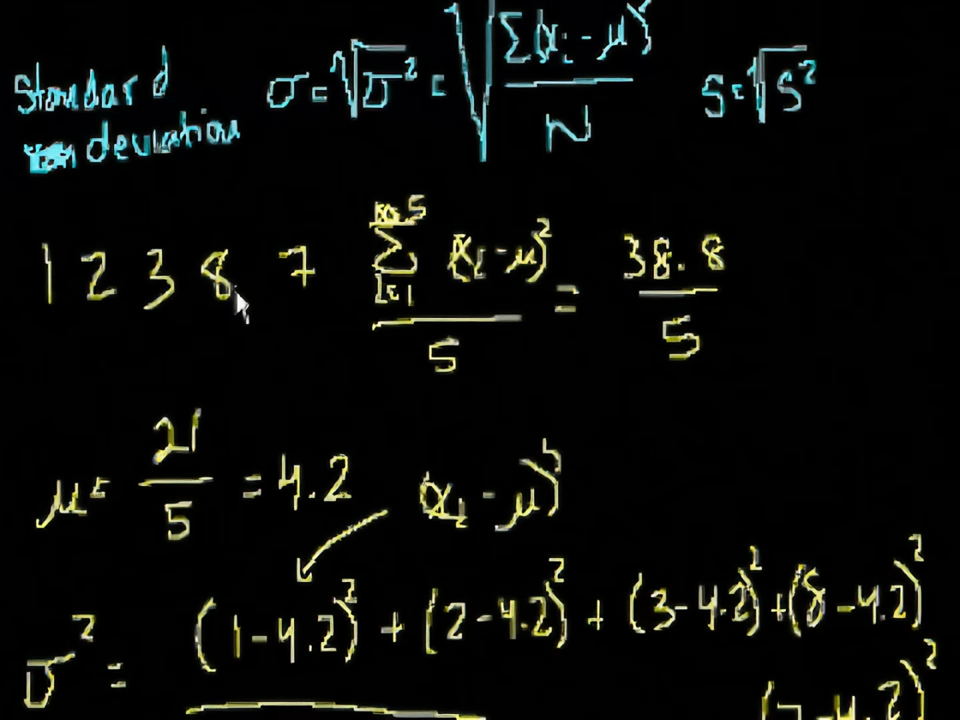 Standard deviation σ = √σ² = √(Σ(xᵢ - μ)² / N) s = √s²
1 2 3 8 7 Σ i=1 5 (xᵢ - μ)² / 5 = 38.8 / 5
μ = 21 / 5 = 4.2 (xᵢ - μ)²
σ² = (1 - 4.2)² + (2 - 4.2)² + (3 - 4.2)² + (8 - 4.2)²
(7 - 4.2)²